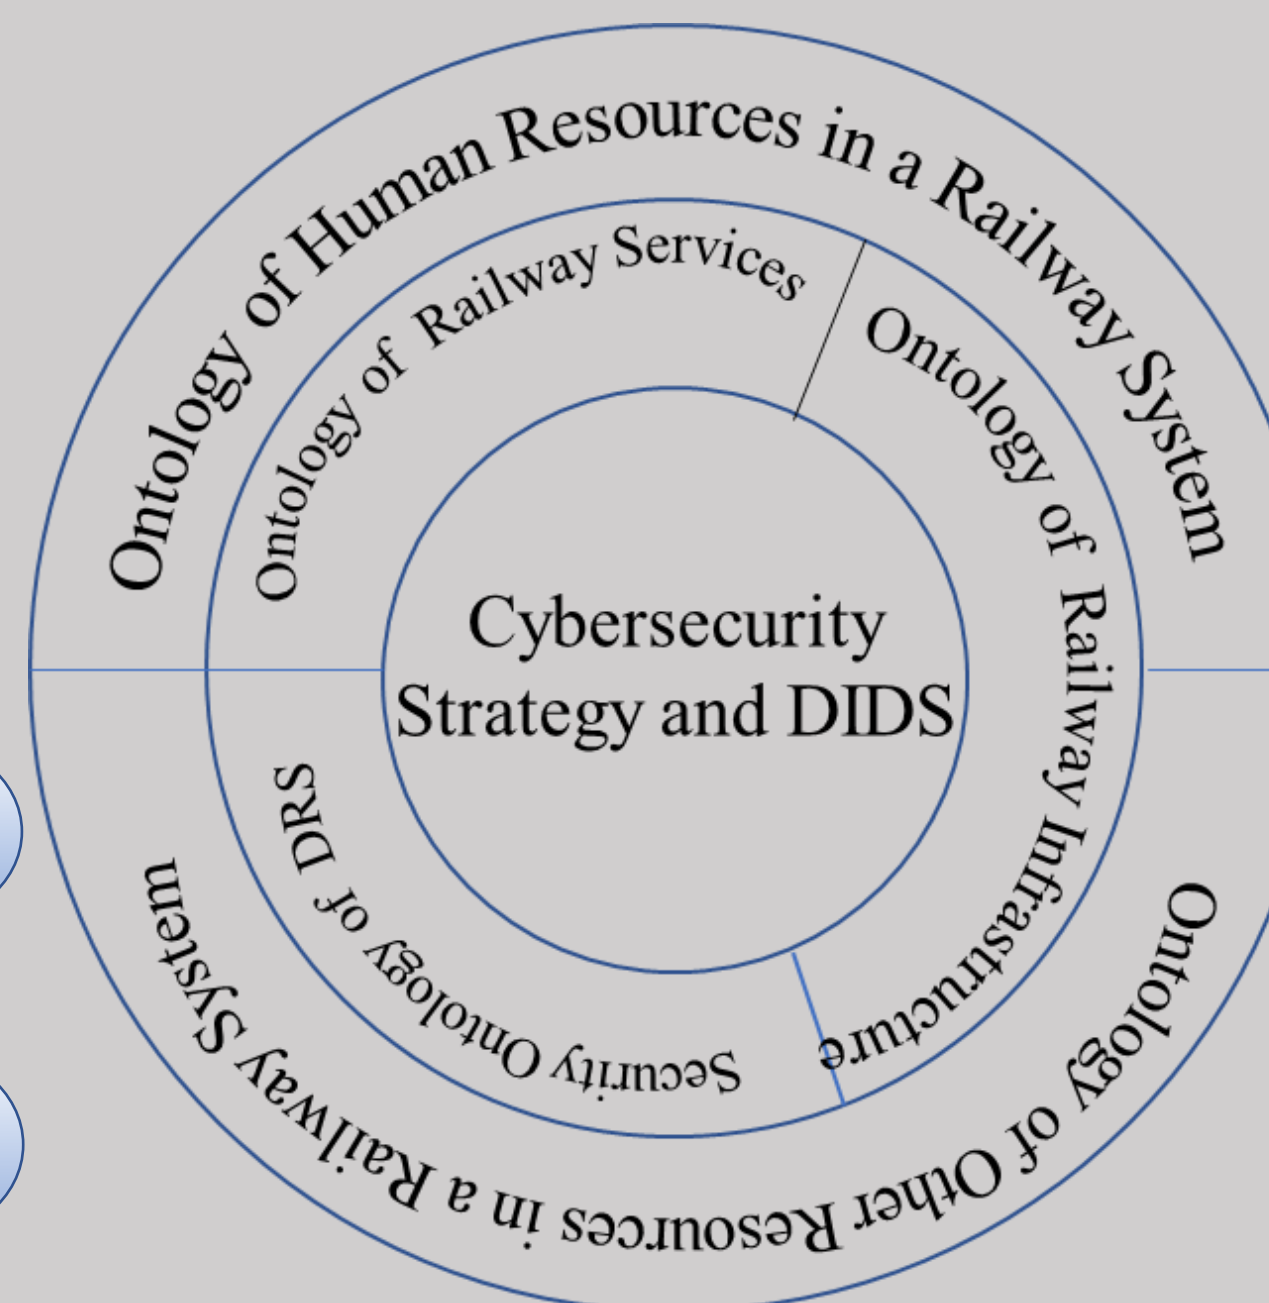 Ontology of Human Resources in a Railway System
Ontology of Railway Services
Ontology of Railway Infrastructure
Cybersecurity
Strategy and DIDS
Security Ontology of DRS
Ontology of Other Resources in a Railway System